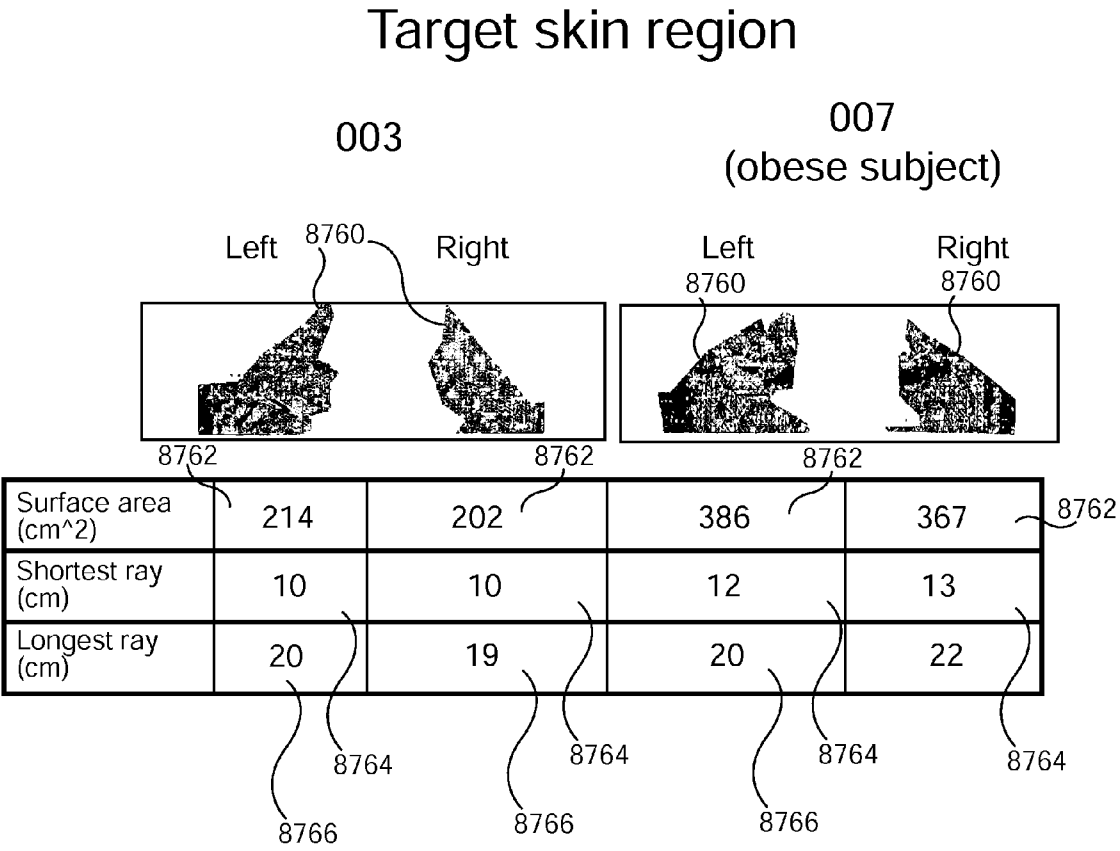 Target skin region
003
007
(obese subject)
Left
8760
Right
Left
Right
8760
8760
8762
8762
8762
Surface area
(cm^2)
214
202
386
367
8762
Shortest ray
(cm)
10
10
12
13
Longest ray
(cm)
20
19
20
22
8764
8764
8764
8764
8766
8766
8766